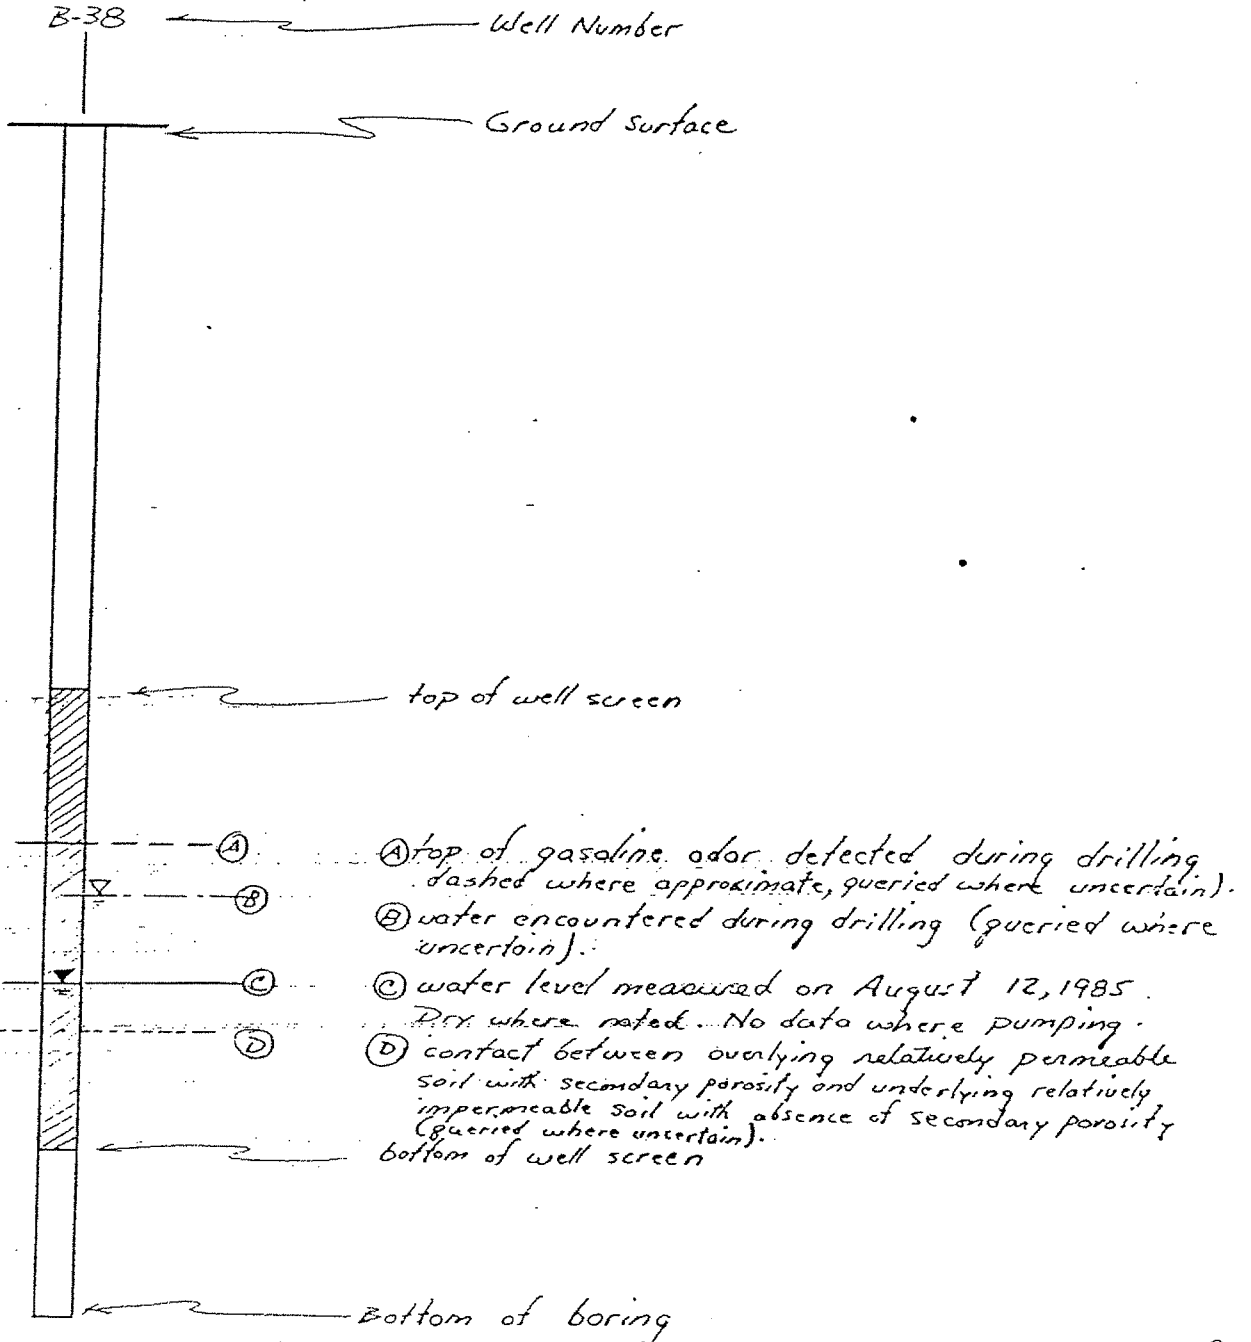 B-38
Well Number
Ground surface
top of well screen
A
Ⓐ top of gasoline odor detected during drilling
dashed where approximate, queried where uncertain).
B
Ⓑ water encountered during drilling (queried where
uncertain).
C
Ⓒ water level measured on August 12, 1985.
Dry where noted. No data where pumping.
D
Ⓓ contact between overlying relatively permeable
soil with secondary porosity and underlying relatively
impermeable soil with absence of secondary porosity
(queried where uncertain).
bottom of well screen
Bottom of boring